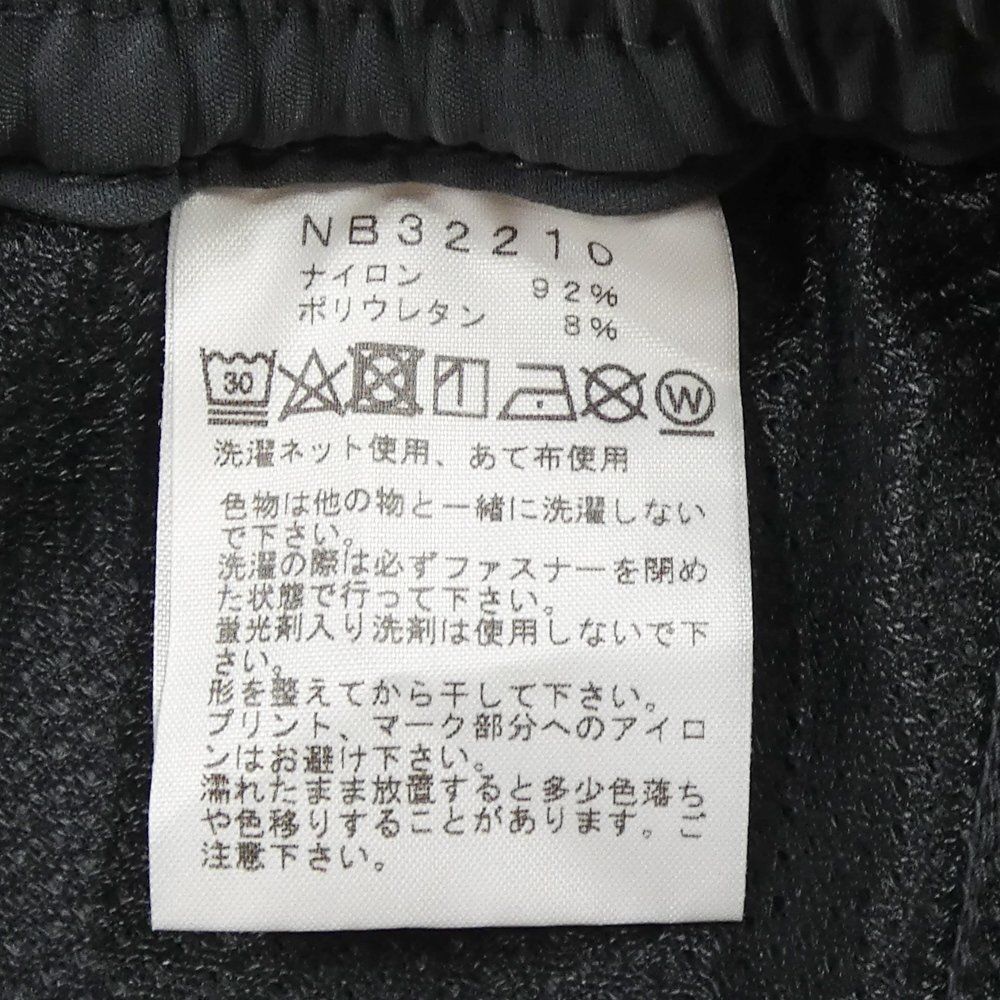 NB32210
ナイロン 92%
ポリウレタン 8%
30
W
洗濯ネット使用、あて布使用
色物は他の物と一緒に洗濯しない
で下さい。
洗濯の際は必ずファスナーを閉め
た状態で行って下さい。
蛍光剤入り洗剤は使用しないで下
さい。
形を整えてから干して下さい。
プリント、マーク部分へのアイロ
ンはお避け下さい。
濡れたまま放置すると多少色落ち
や色移りすることがあります。ご
注意下さい。